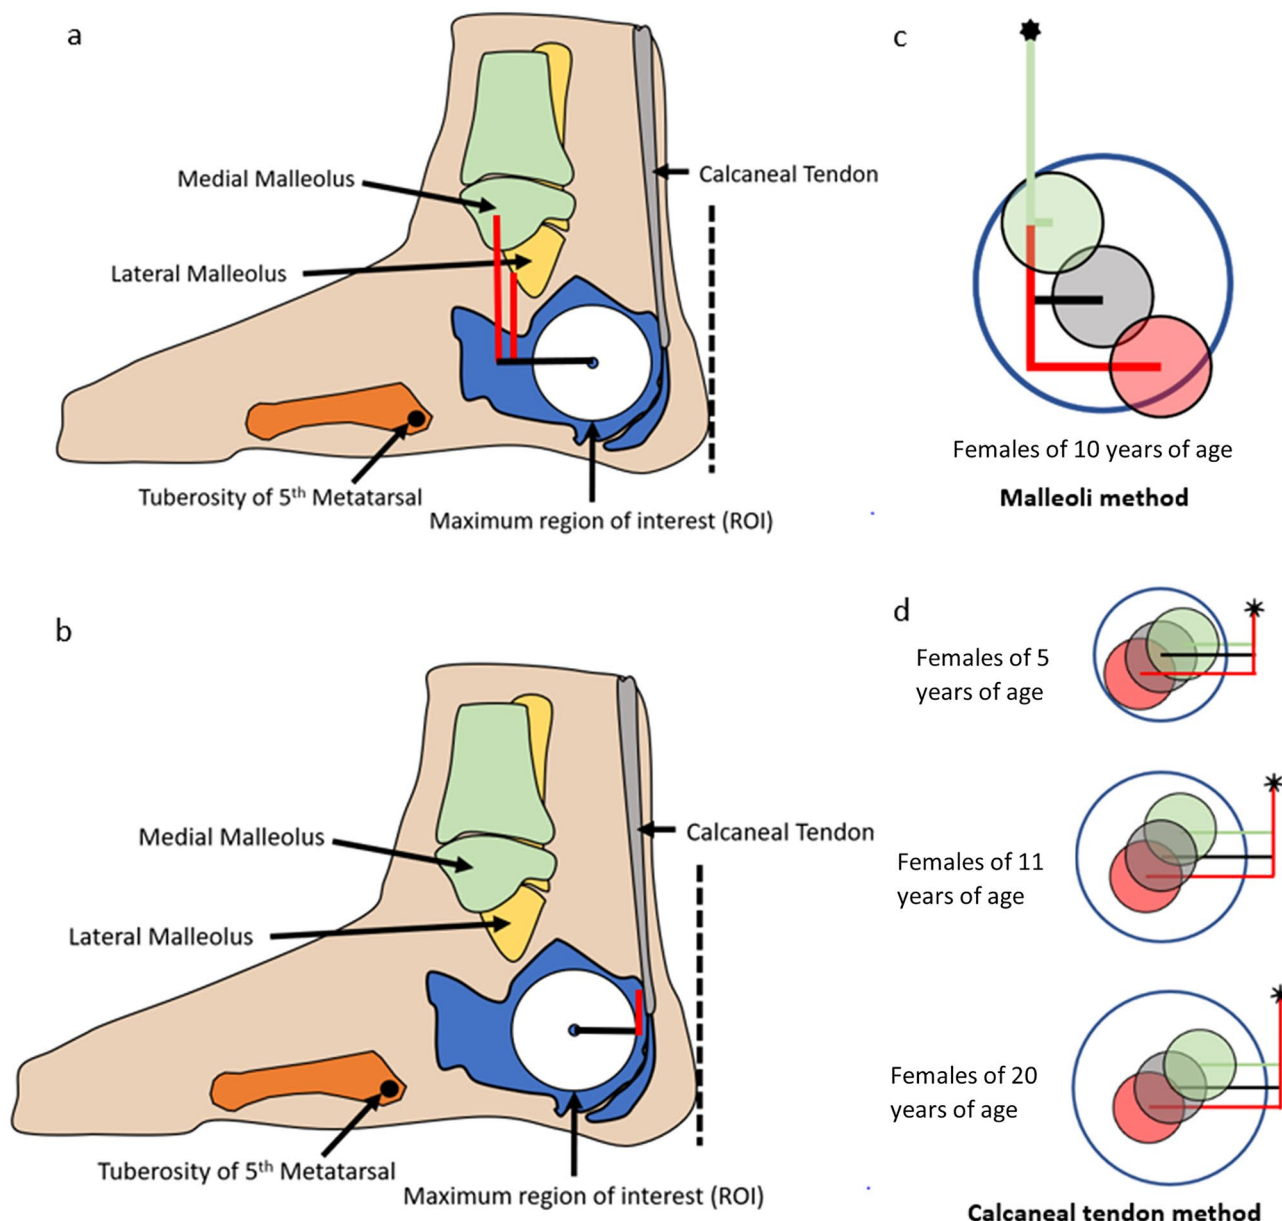 a
Medial Malleolus
Calcaneal Tendon
Lateral Malleolus
Tuberosity of 5th Metatarsal
Maximum region of interest (ROI)
c
Females of 10 years of age
Malleoli method
b
Medial Malleolus
Calcaneal Tendon
Lateral Malleolus
Tuberosity of 5th Metatarsal
Maximum region of interest (ROI)
d
Females of 5
years of age
Females of 11
years of age
Females of 20
years of age
Calcaneal tendon method